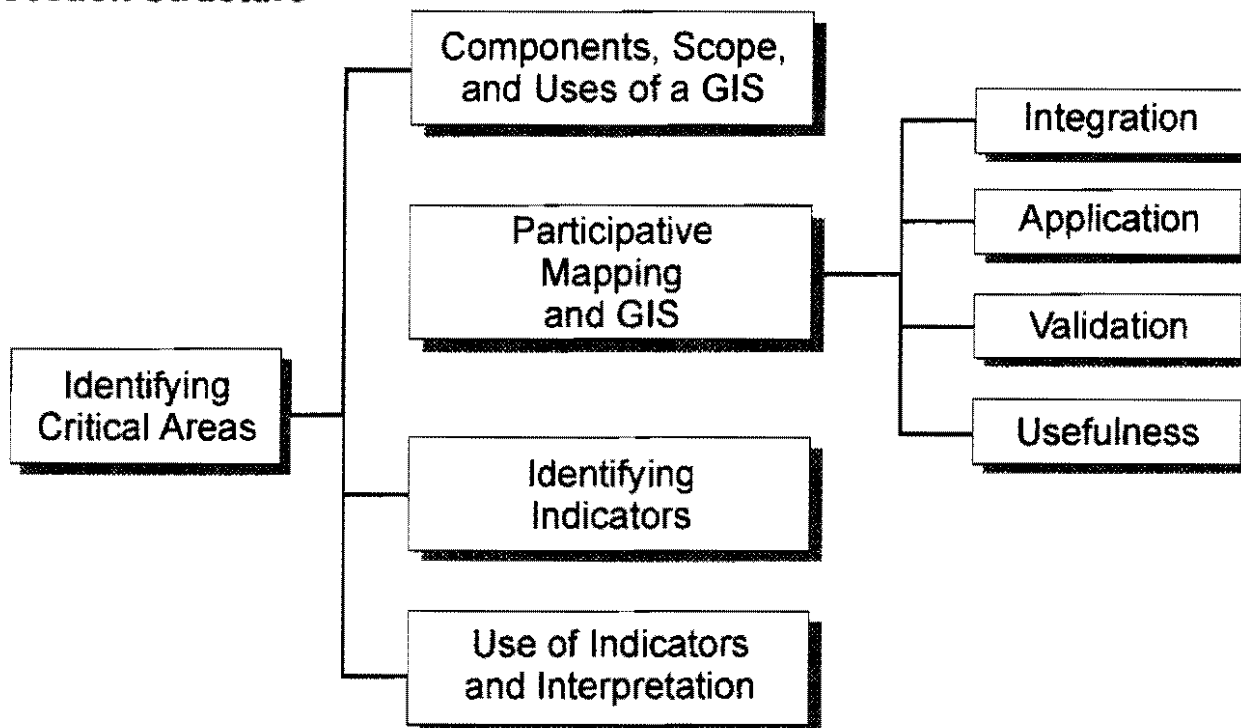 Components, Scope,
and Uses of a GIS
Participative
Mapping
and GIS
Identifying
Critical Areas
Identifying
Indicators
Use of Indicators
and Interpretation
Integration
Application
Validation
Usefulness